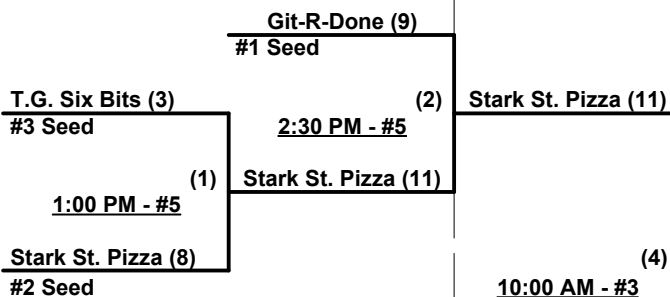 Git-R-Done (9)
#1 Seed
T.G. Six Bits (3)
(2)
Stark St. Pizza (11)
#3 Seed
2:30 PM - #5
(1)
Stark St. Pizza (11)
1:00 PM - #5
Stark St. Pizza (8)
(4)
#2 Seed
10:00 AM - #3